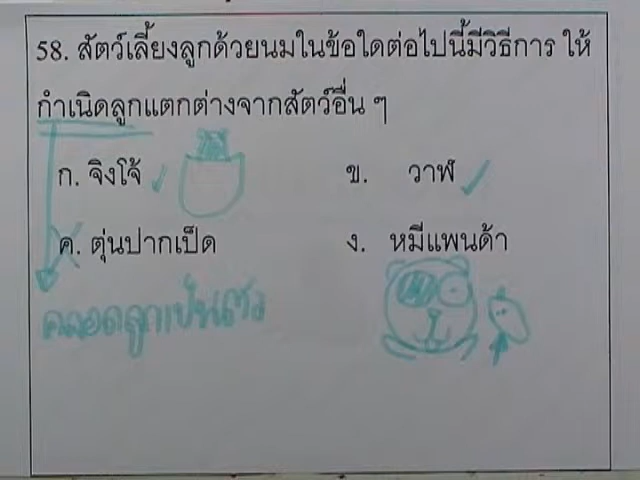 58. สัตว์เลี้ยงลูกด้วยนมในข้อใดต่อไปนี้มีวิธีการ ให้
กำเนิดลูกแตกต่างจากสัตว์อื่น ๆ
ก. จิงโจ้ ข. วาฬ
ค. ตุ่นปากเป็ด ง. หมีแพนด้า
คลอดลูกเป็นตัว